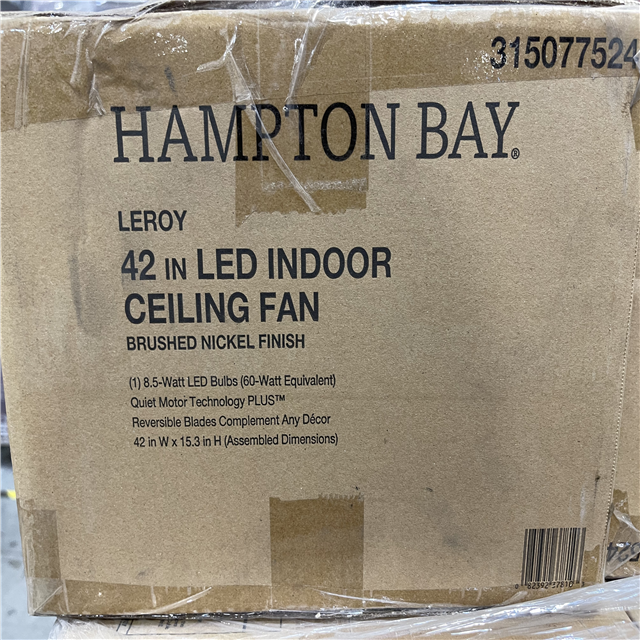 315077524
HAMPTON BAY®
LEROY
42 IN LED INDOOR
CEILING FAN
BRUSHED NICKEL FINISH
(1) 8.5-Watt LED Bulbs (60-Watt Equivalent)
Quiet Motor Technology PLUS™
Reversible Blades Complement Any Décor
42 in W x 15.3 in H (Assembled Dimensions)